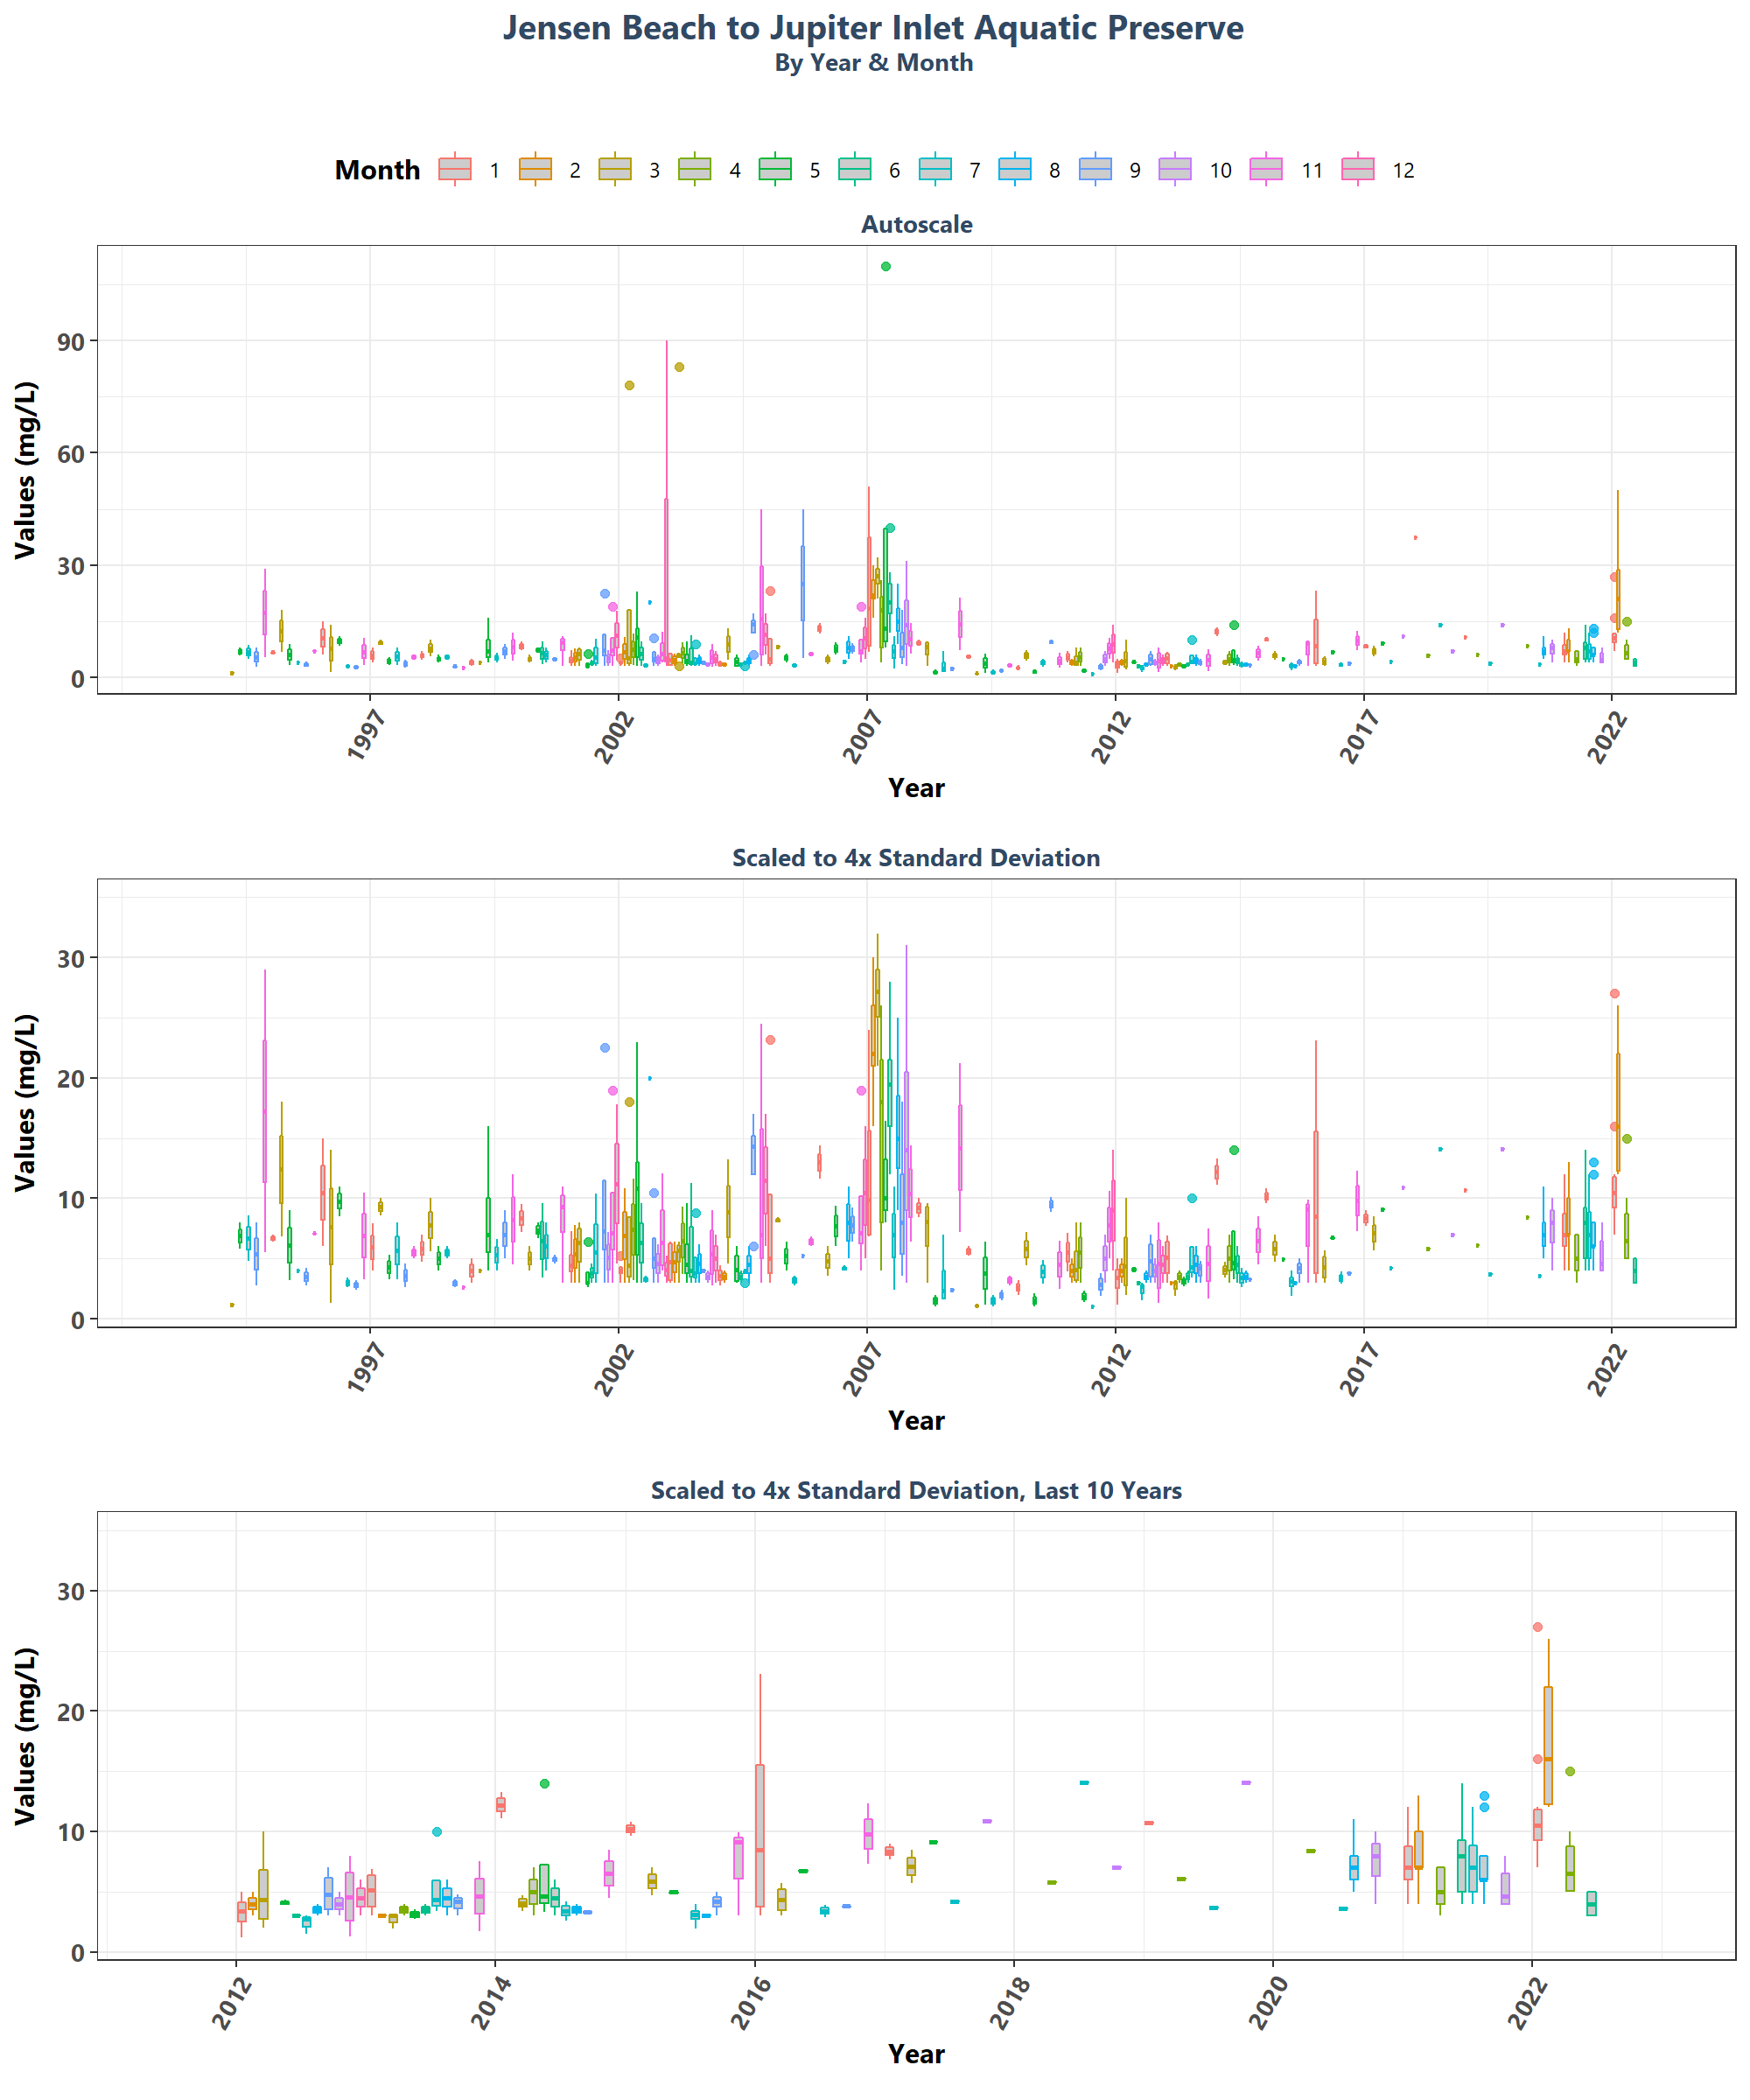 Jensen Beach to Jupiter Inlet Aquatic Preserve
By Year & Month
Month 1 2 3 4 5 6 7 8 9 10 11 12
Autoscale
Values (mg/L)
90
60
30
0
1997 2002 2007 2012 2017 2022
Year
Scaled to 4x Standard Deviation
Values (mg/L)
30
20
10
0
1997 2002 2007 2012 2017 2022
Year
Scaled to 4x Standard Deviation, Last 10 Years
Values (mg/L)
30
20
10
0
2012 2014 2016 2018 2020 2022
Year